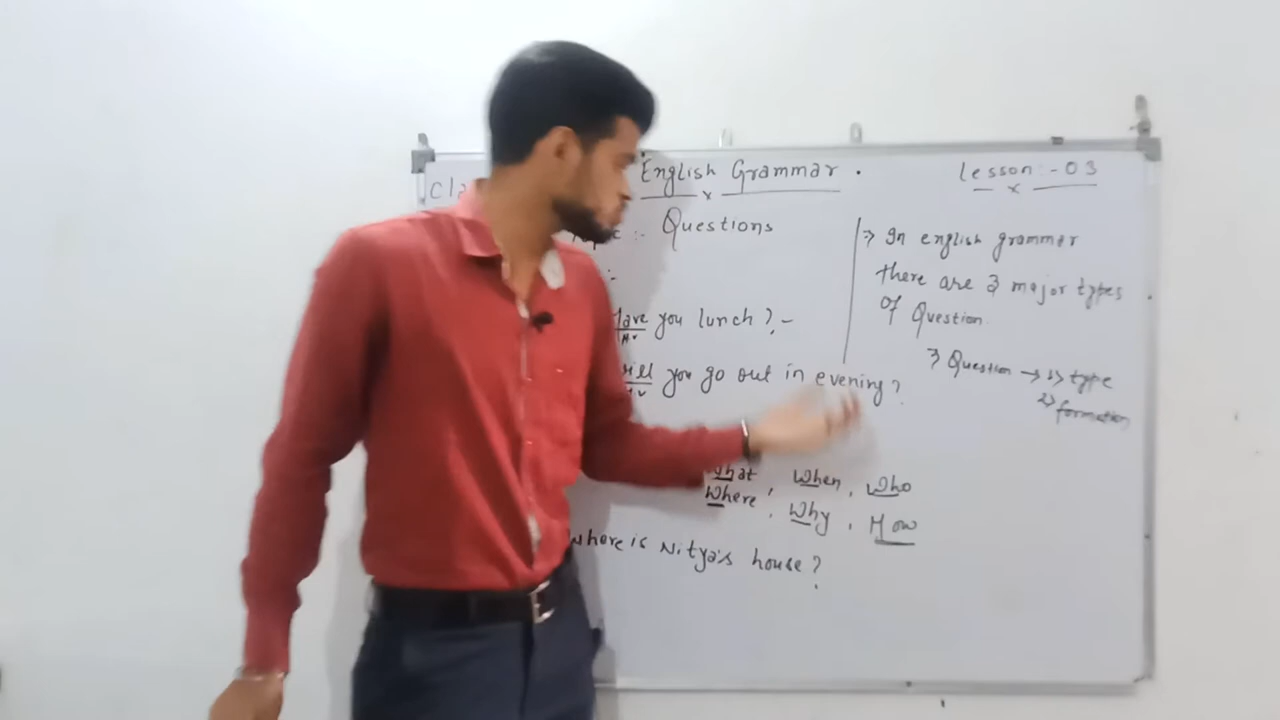 English Grammar .
Lesson :- 03
:- Questions
:-
Have you lunch ? -
Av
will you go out in evening ?
Av
What , When , Who
Where , Why , How
where is Nitya's house ?
⇒ In english grammar
there are 2 major types
of Question.
Question → 1> type
2> formation